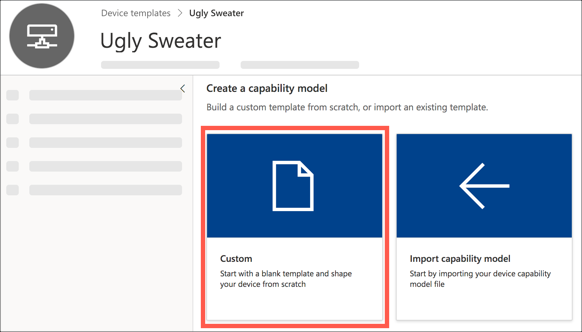 Device templates > Ugly Sweater
Ugly Sweater
Create a capability model
Build a custom template from scratch, or import an existing template.
Custom
Start with a blank template and shape
your device from scratch
Import capability model
Start by importing your device capability
model file